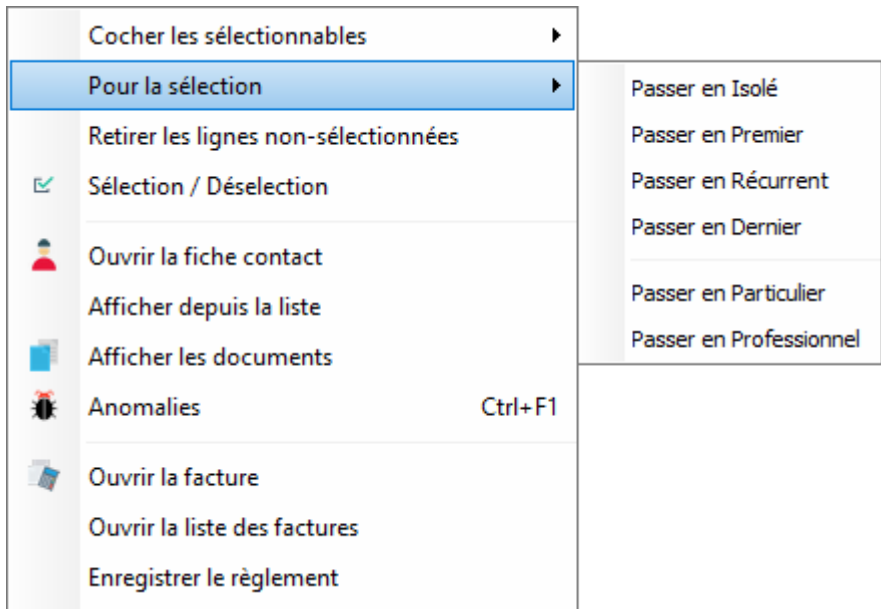 Cocher les sélectionnables
Pour la sélection
Retirer les lignes non-sélectionnées
Sélection / Déselection
Ouvrir la fiche contact
Afficher depuis la liste
Afficher les documents
Anomalies Ctrl+F1
Ouvrir la facture
Ouvrir la liste des factures
Enregistrer le règlement
Passer en Isolé
Passer en Premier
Passer en Récurrent
Passer en Dernier
Passer en Particulier
Passer en Professionnel